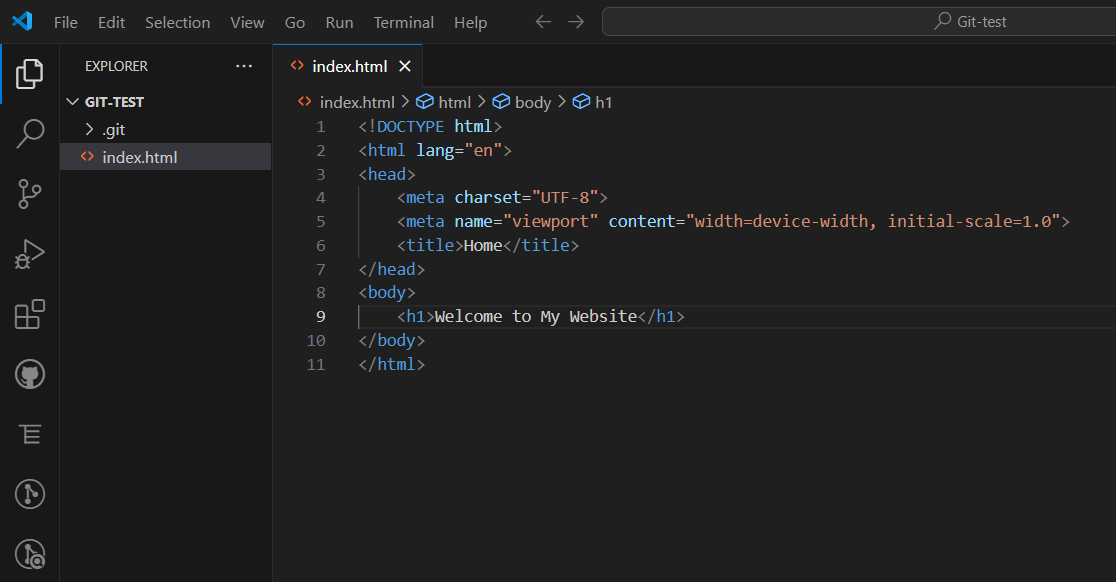 File Edit Selection View Go Run Terminal Help Git-test
EXPLORER
GIT-TEST
.git
index.html
index.html
index.html > html > body > h1
1 <!DOCTYPE html>
2 <html lang="en">
3 <head>
4     <meta charset="UTF-8">
5     <meta name="viewport" content="width=device-width, initial-scale=1.0">
6     <title>Home</title>
7 </head>
8 <body>
9     <h1>Welcome to My Website</h1>
10 </body>
11 </html>